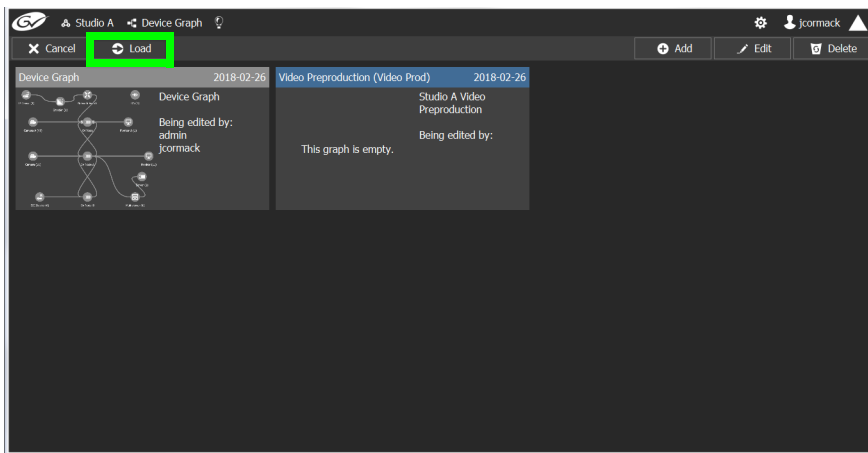 Studio A Device Graph jcormack
Cancel Load Add Edit Delete
Device Graph 2018-02-26
Device Graph
Being edited by:
admin
jcormack
Video Preproduction (Video Prod) 2018-02-26
Studio A Video
Preproduction
Being edited by:
This graph is empty.